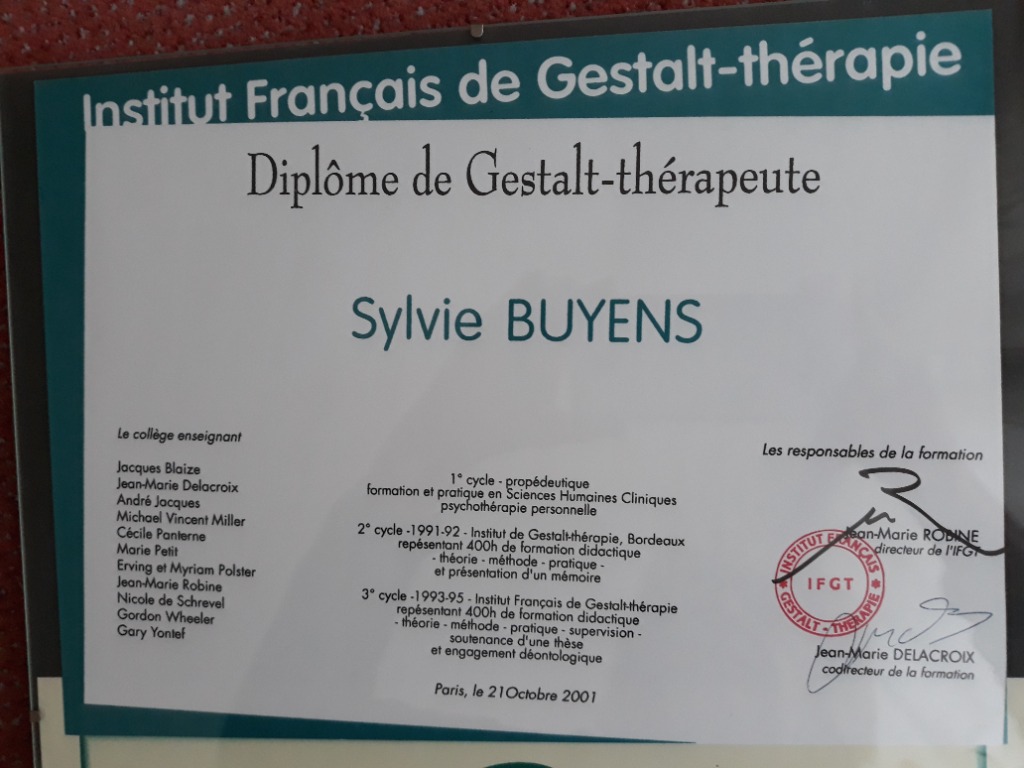 Institut Français de Gestalt-thérapie
Diplôme de Gestalt-thérapeute
Sylvie BUYENS
Le collège enseignant
Jacques Blaize
Jean-Marie Delacroix
André Jacques
Michael Vincent Miller
Cécile Panterne
Marie Petit
Erving et Myriam Polster
Jean-Marie Robine
Nicole de Schrevel
Gordon Wheeler
Gary Yontef
1° cycle - propédeutique
formation et pratique en Sciences Humaines Cliniques
psychothérapie personnelle
2° cycle -1991-92 - Institut de Gestalt-thérapie, Bordeaux
repésentant 400h de formation didactique
- théorie - méthode - pratique -
et présentation d'un mémoire
3° cycle -1993-95 - Institut Français de Gestalt-thérapie
repésentant 400h de formation didactique
- théorie - méthode - pratique - supervision -
soutenance d'une thèse
et engagement déontologique
Paris, le 21Octobre 2001
Les responsables de la formation
Jean-Marie ROBINE
directeur de l'IFGT
INSTITUT FRANÇAIS
IFGT
GESTALT - THERAPIE
Jean-Marie DELACROIX
codirecteur de la formation